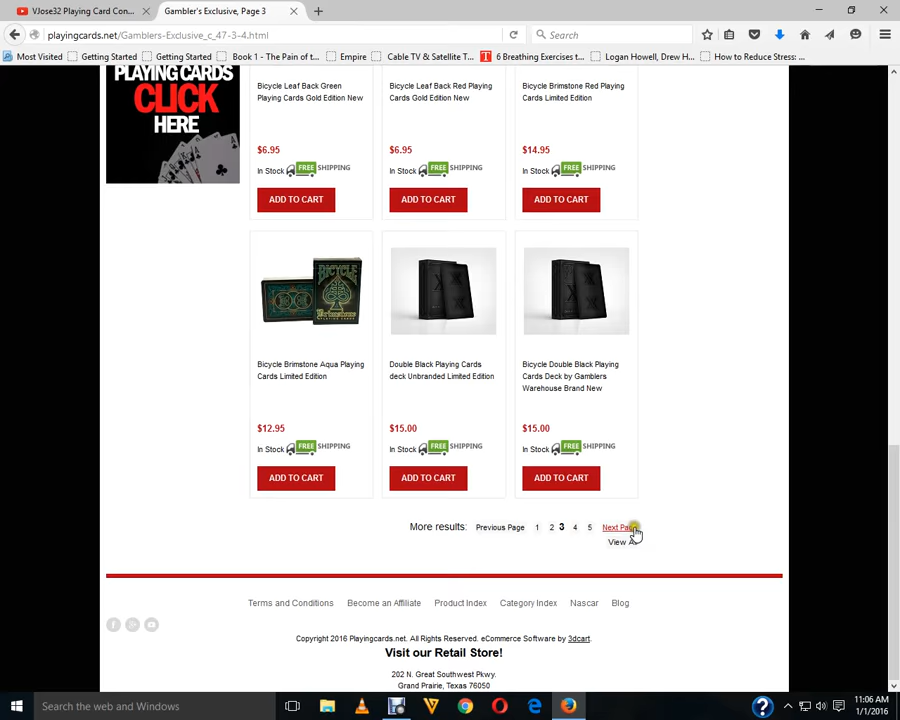 VJose32 Playing Card Con...
Gambler's Exclusive, Page 3
playingcards.net/Gamblers-Exclusive_c_47-3-4.html
Search
Most Visited
Getting Started
Getting Started
Book 1 - The Pain of t...
Empire
Cable TV & Satellite T...
6 Breathing Exercises t...
Logan Howell, Drew H...
How to Reduce Stress: ...
PLAYING CARDS
CLICK
HERE
Bicycle Leaf Back Green
Playing Cards Gold Edition New
$6.95
In Stock FREE SHIPPING
ADD TO CART
Bicycle Leaf Back Red Playing
Cards Gold Edition New
$6.95
In Stock FREE SHIPPING
ADD TO CART
Bicycle Brimstone Red Playing
Cards Limited Edition
$14.95
In Stock FREE SHIPPING
ADD TO CART
BICYCLE
Brimstone
Bicycle Brimstone Aqua Playing
Cards Limited Edition
$12.95
In Stock FREE SHIPPING
ADD TO CART
Double Black Playing Cards
deck Unbranded Limited Edition
$15.00
In Stock FREE SHIPPING
ADD TO CART
Bicycle Double Black Playing
Cards Deck by Gamblers
Warehouse Brand New
$15.00
In Stock FREE SHIPPING
ADD TO CART
More results: Previous Page 1 2 3 4 5 Next
View
Terms and Conditions Become an Affiliate Product Index Category Index Nascar Blog
Copyright 2016 Playingcards.net. All Rights Reserved. eCommerce Software by 3dcart.
Visit our Retail Store!
202 N. Great Southwest Pkwy.
Grand Prairie, Texas 76050
Search the web and Windows
11:06 AM
1/1/2016